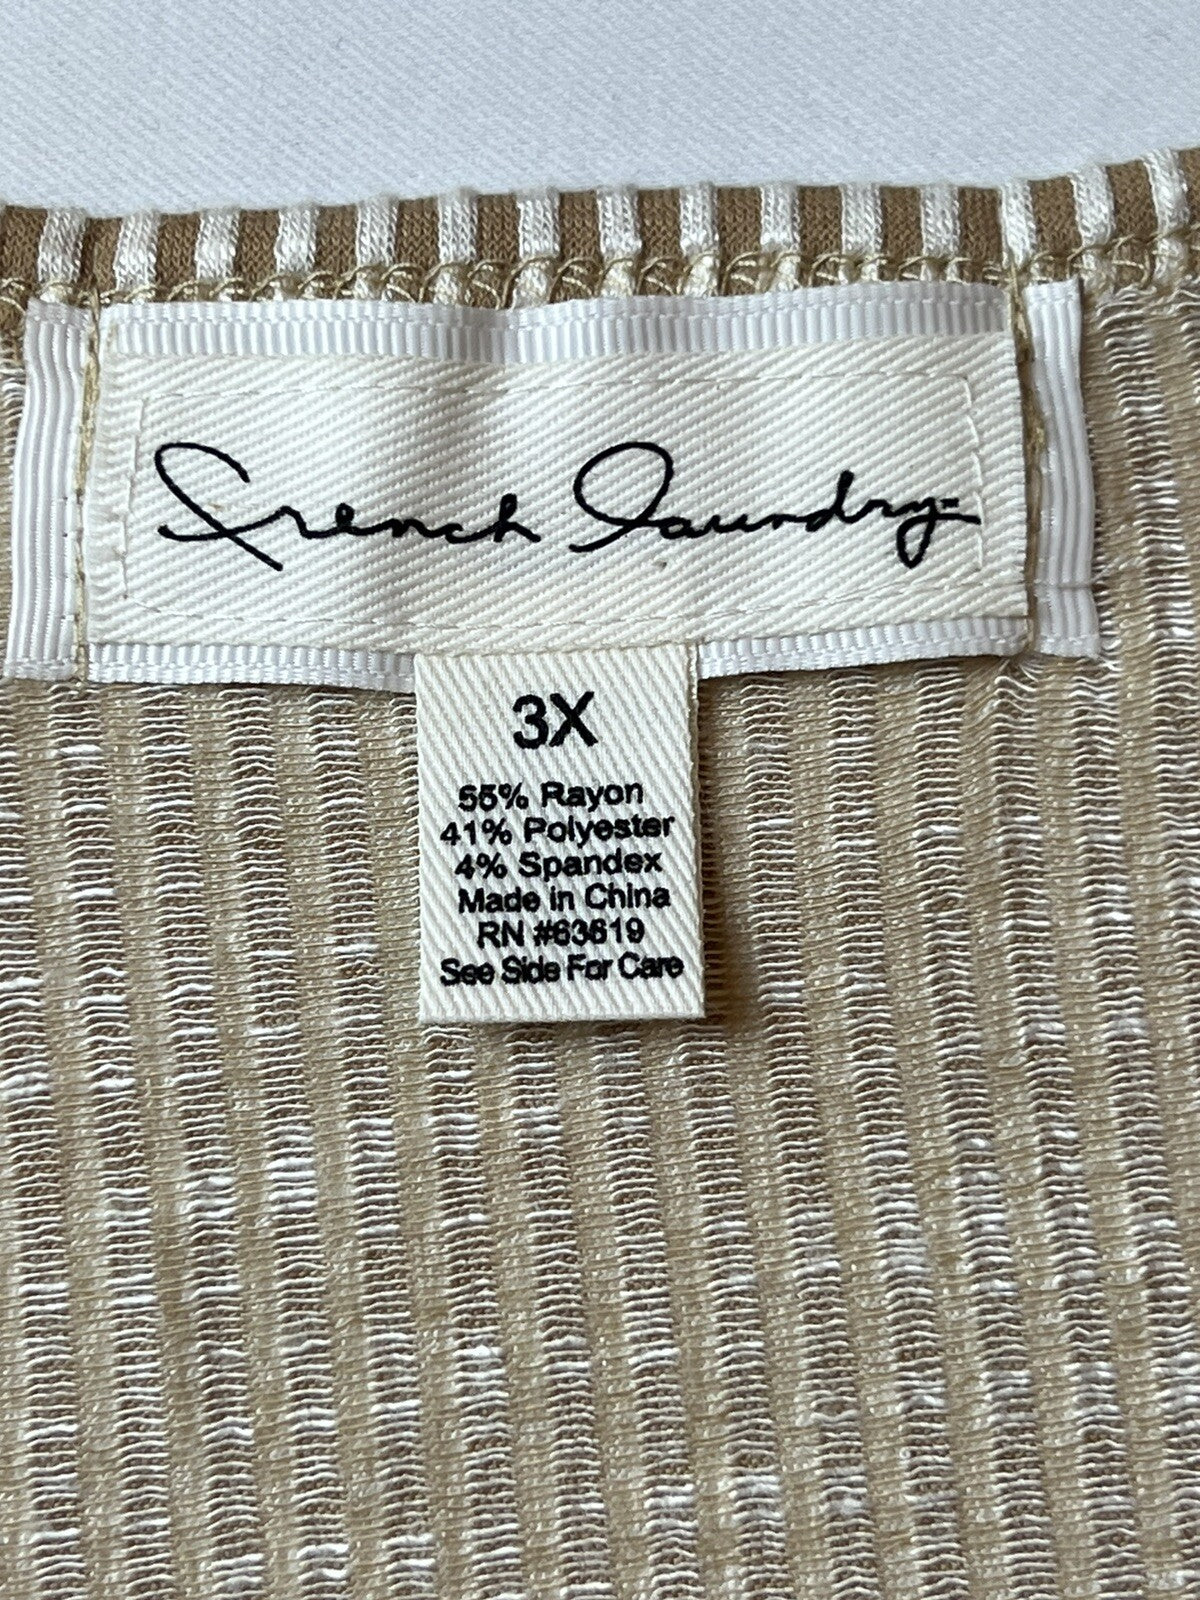 French Laundry
3X
55% Rayon
41% Polyester
4% Spandex
Made in China
RN #63619
See Side For Care